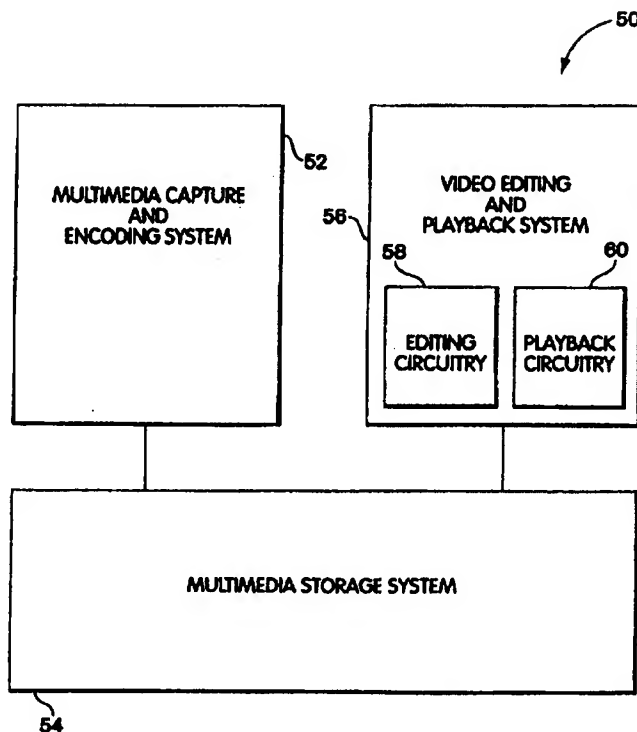 50
52
MULTIMEDIA CAPTURE
AND
ENCODING SYSTEM
56
VIDEO EDITING
AND
PLAYBACK SYSTEM
58
60
EDITING
CIRCUITRY
PLAYBACK
CIRCUITRY
MULTIMEDIA STORAGE SYSTEM
54